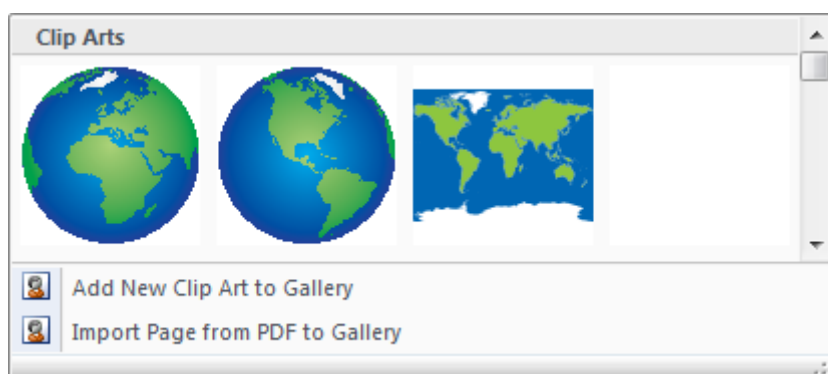 Clip Arts
Add New Clip Art to Gallery
Import Page from PDF to Gallery